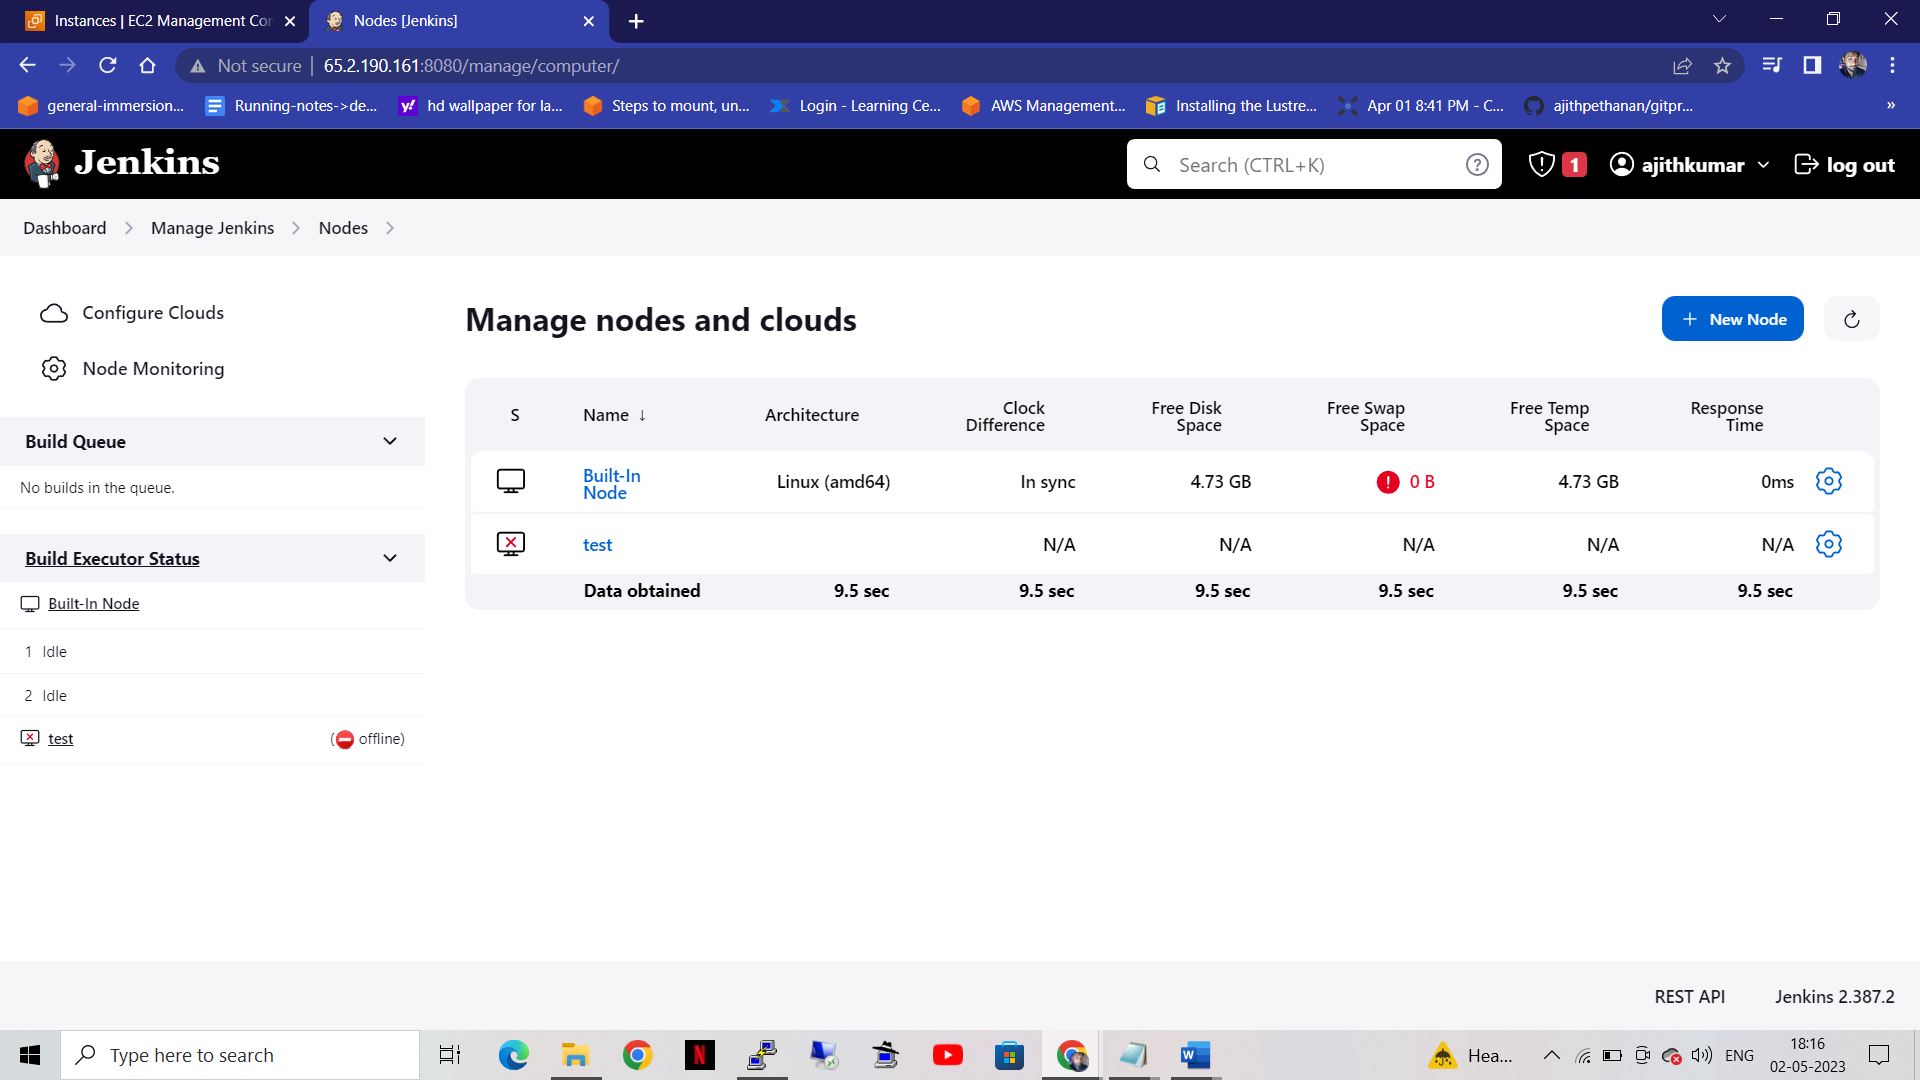 Instances | EC2 Management Con
Nodes [Jenkins]
Not secure
65.2.190.161:8080/manage/computer/
general-immersion...
Running-notes->de...
hd wallpaper for la...
Steps to mount, un...
Login - Learning Ce...
AWS Management...
Installing the Lustre...
Apr 01 8:41 PM - C...
ajithpethanan/gitpr...
»
Jenkins
Search (CTRL+K)
1
ajithkumar
log out
Dashboard
Manage Jenkins
Nodes
Configure Clouds
Node Monitoring
Build Queue
No builds in the queue.
Build Executor Status
Built-In Node
1 Idle
2 Idle
test
(offline)
Manage nodes and clouds
+ New Node
S Name ↓ Architecture Clock Difference Free Disk Space Free Swap Space Free Temp Space Response Time
Built-In Node Linux (amd64) In sync 4.73 GB 0 B 4.73 GB 0ms
test N/A N/A N/A N/A N/A
Data obtained 9.5 sec 9.5 sec 9.5 sec 9.5 sec 9.5 sec 9.5 sec
REST API
Jenkins 2.387.2
Type here to search
Hea...
ENG
18:16
02-05-2023